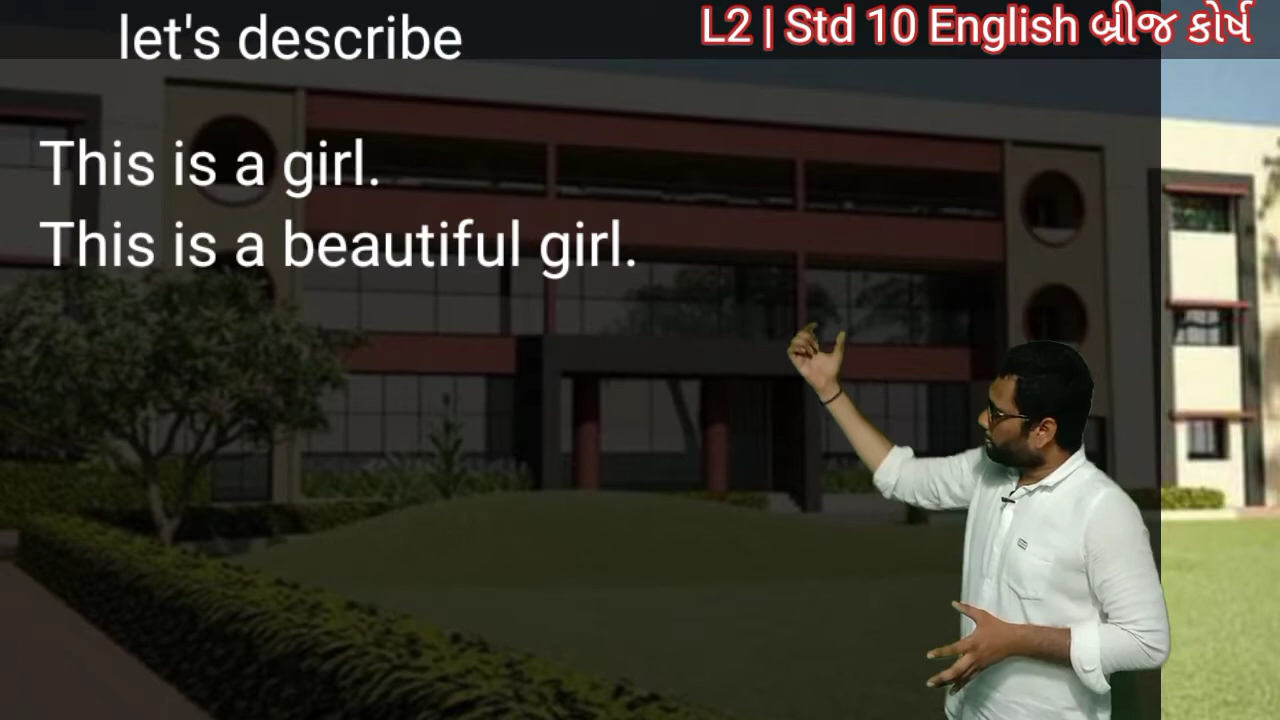 let's describe
L2 | Std 10 English બ્રીજ કોર્ષ
This is a girl.
This is a beautiful girl.